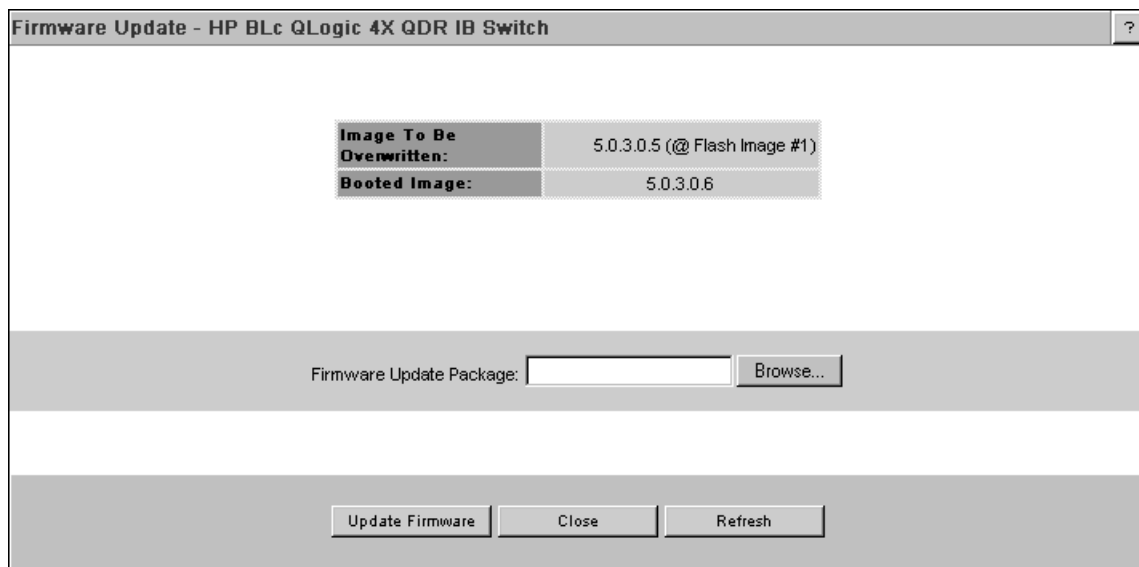 Firmware Update - HP BLc QLogic 4X QDR IB Switch
?
Image To Be
Overwritten:
5.0.3.0.5 (@ Flash Image #1)
Booted Image:
5.0.3.0.6
Firmware Update Package:
Browse...
Update Firmware
Close
Refresh